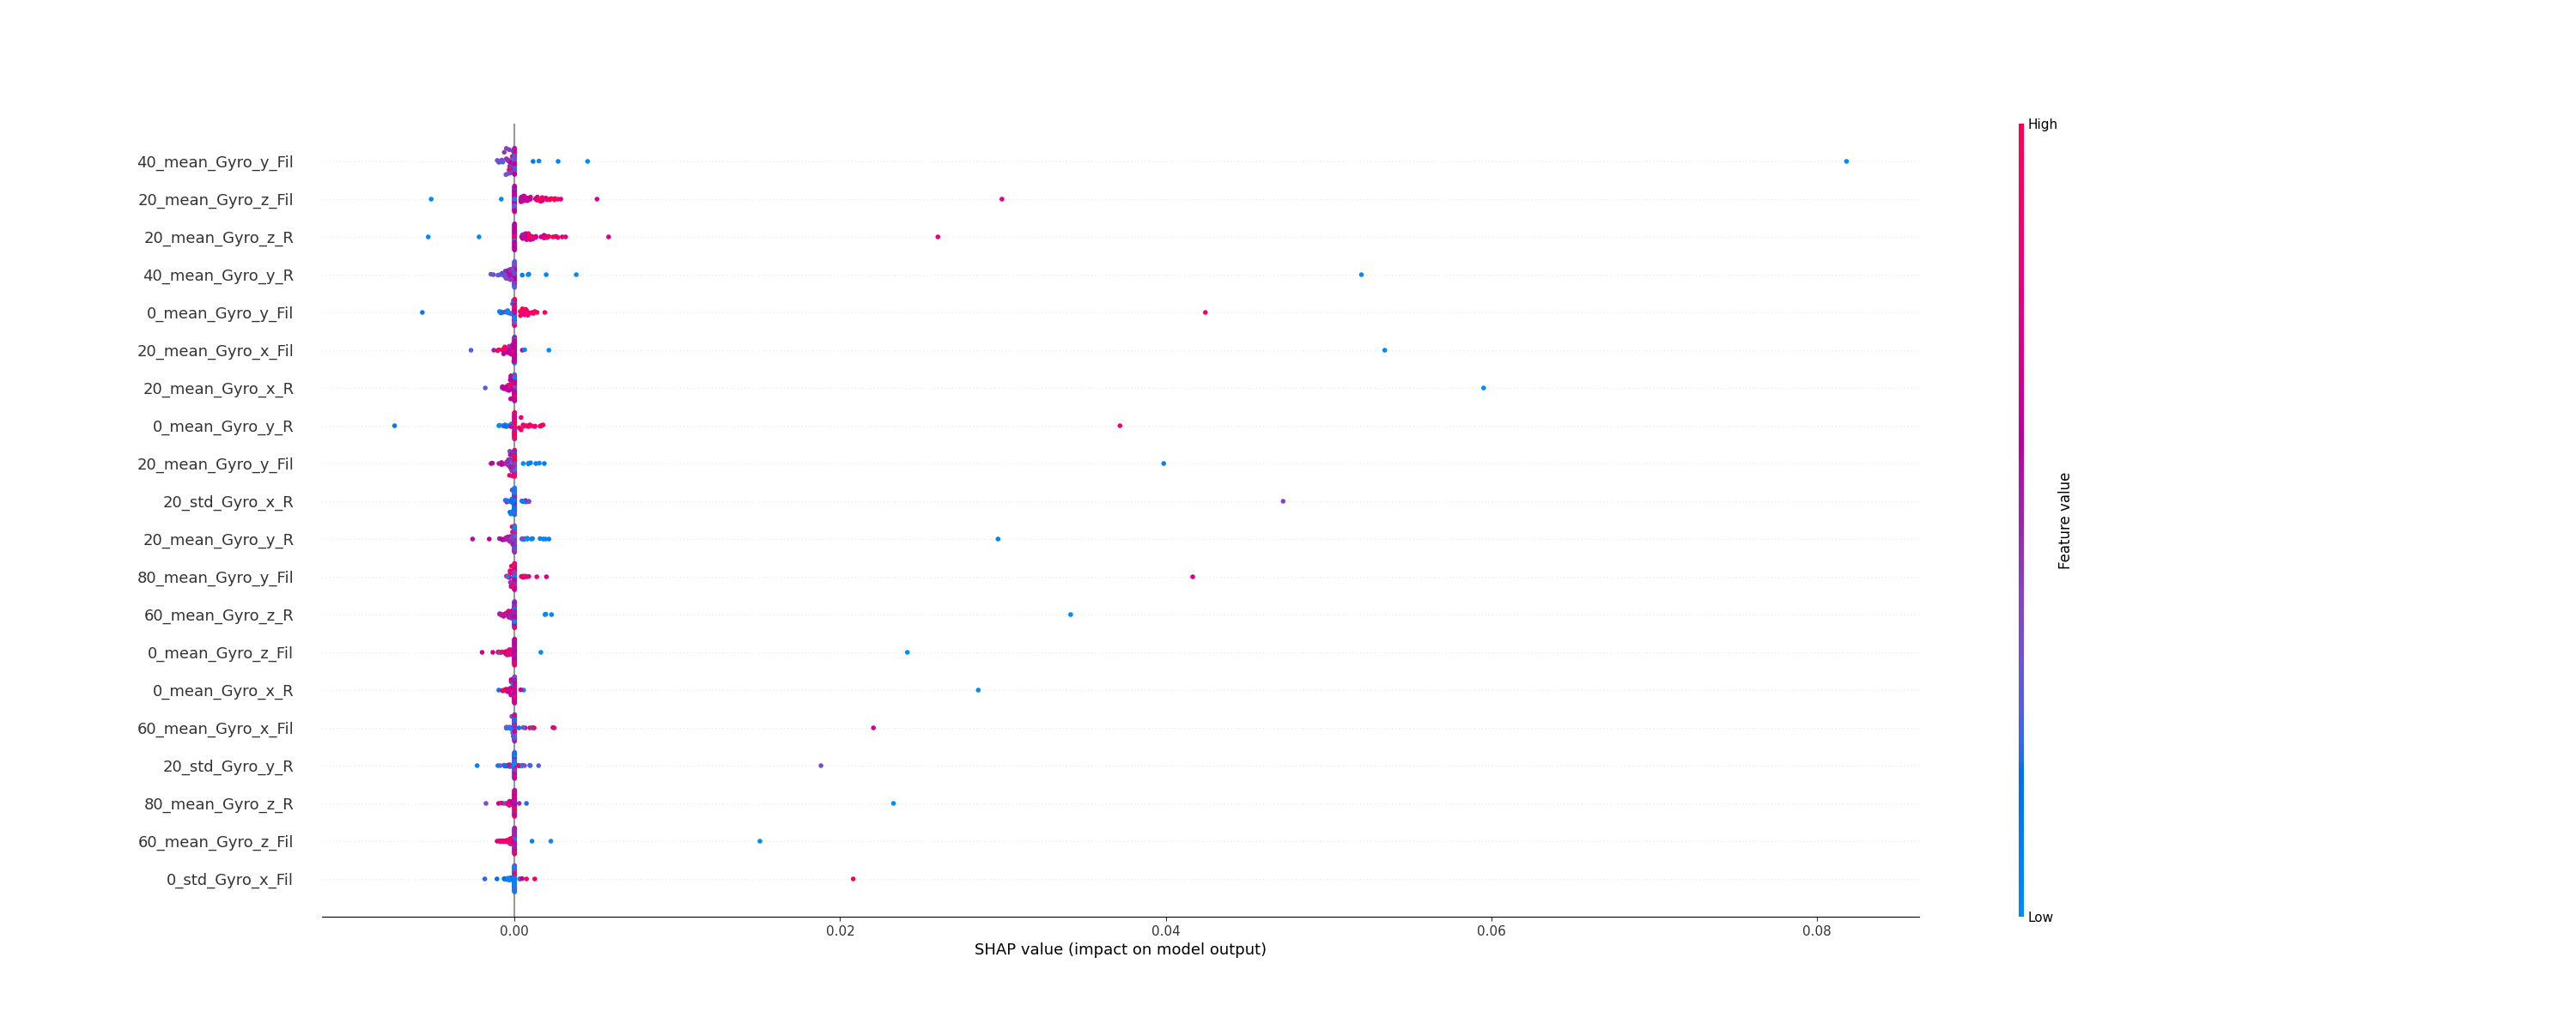 High
40_mean_Gyro_y_Fil
20_mean_Gyro_z_Fil
20_mean_Gyro_z_R
40_mean_Gyro_y_R
0_mean_Gyro_y_Fil
20_mean_Gyro_x_Fil
20_mean_Gyro_x_R
0_mean_Gyro_y_R
20_mean_Gyro_y_Fil
20_std_Gyro_x_R
20_mean_Gyro_y_R
80_mean_Gyro_y_Fil
60_mean_Gyro_z_R
0_mean_Gyro_z_Fil
0_mean_Gyro_x_R
60_mean_Gyro_x_Fil
20_std_Gyro_y_R
80_mean_Gyro_z_R
60_mean_Gyro_z_Fil
0_std_Gyro_x_Fil
Feature value
Low
0.00 0.02 0.04 0.06 0.08
SHAP value (impact on model output)